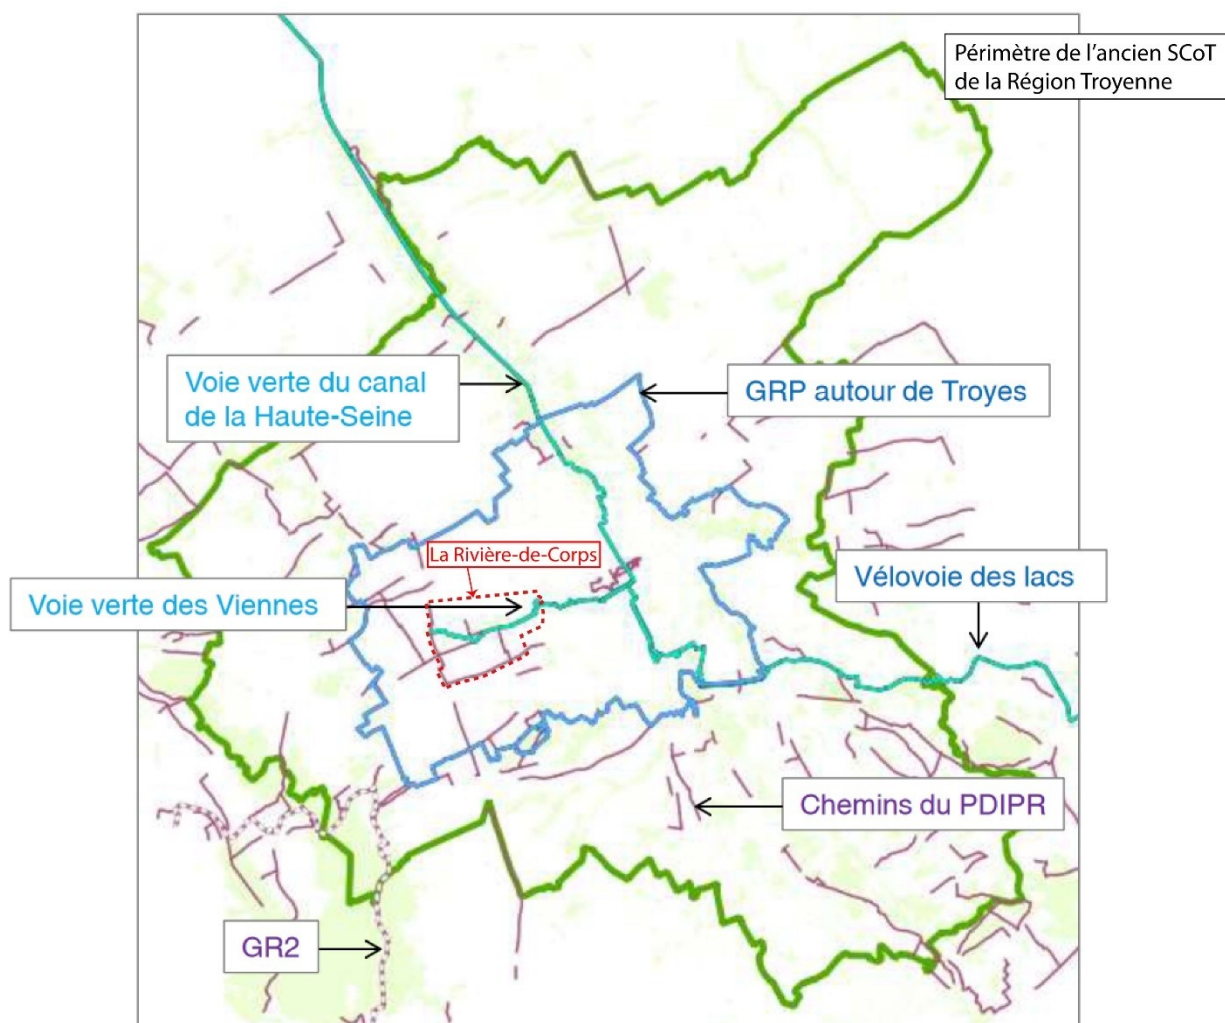 Périmètre de l'ancien SCoT
de la Région Troyenne
Voie verte du canal
de la Haute-Seine
GRP autour de Troyes
La Rivière-de-Corps
Voie verte des Viennes
Vélovoie des lacs
Chemins du PDIPR
GR2